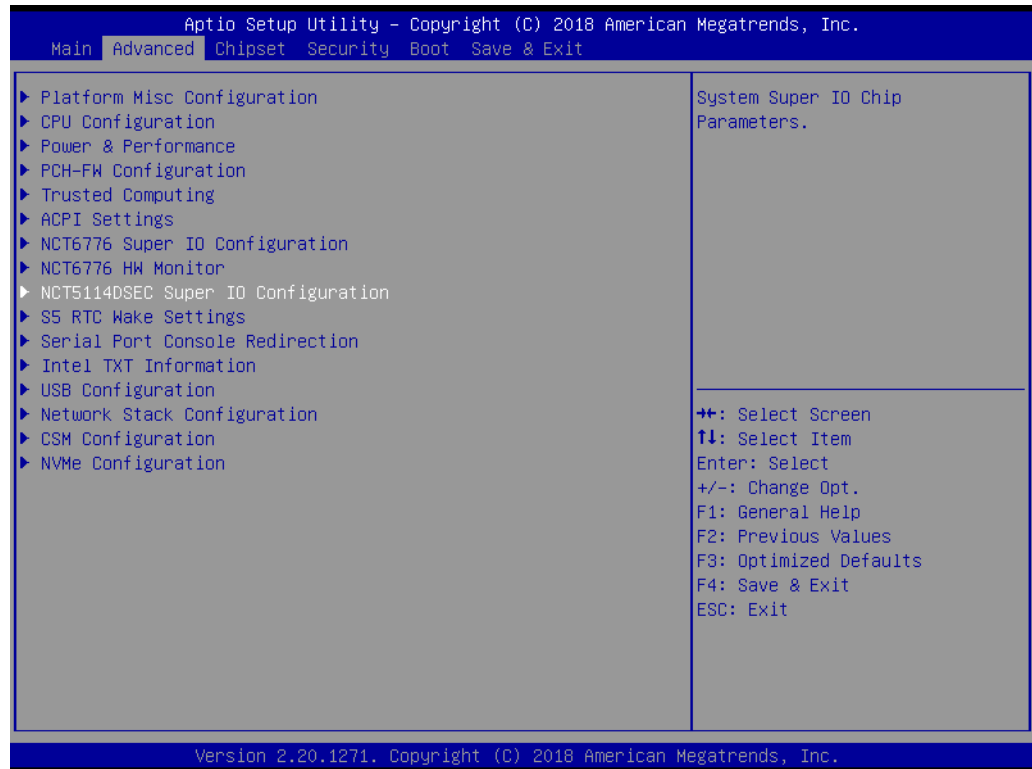 Aptio Setup Utility – Copyright (C) 2018 American Megatrends, Inc.
Main Advanced Chipset Security Boot Save & Exit
▶ Platform Misc Configuration
▶ CPU Configuration
▶ Power & Performance
▶ PCH-FW Configuration
▶ Trusted Computing
▶ ACPI Settings
▶ NCT6776 Super IO Configuration
▶ NCT6776 HW Monitor
▶ NCT5114DSEC Super IO Configuration
▶ S5 RTC Wake Settings
▶ Serial Port Console Redirection
▶ Intel TXT Information
▶ USB Configuration
▶ Network Stack Configuration
▶ CSM Configuration
▶ NVMe Configuration
System Super IO Chip
Parameters.
→←: Select Screen
↑↓: Select Item
Enter: Select
+/-: Change Opt.
F1: General Help
F2: Previous Values
F3: Optimized Defaults
F4: Save & Exit
ESC: Exit
Version 2.20.1271. Copyright (C) 2018 American Megatrends, Inc.